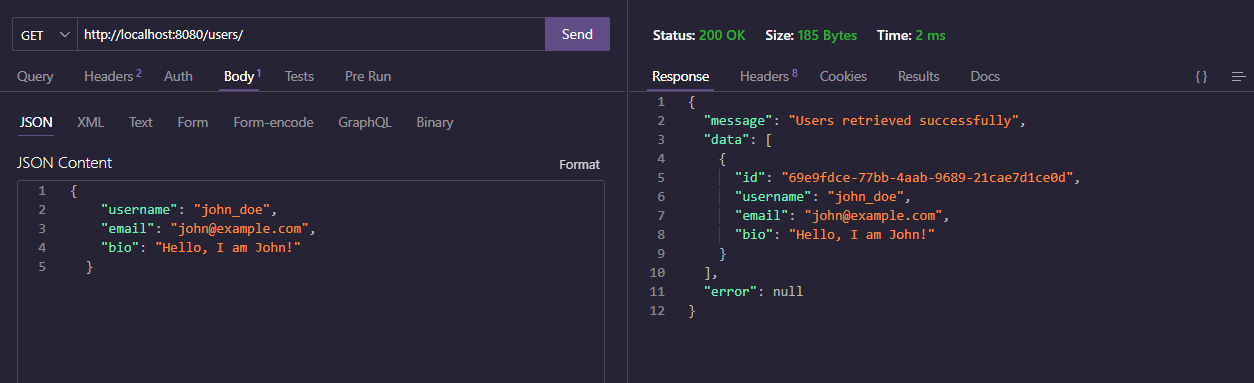 GET http://localhost:8080/users/ Send
Query Headers 2 Auth Body 1 Tests Pre Run
JSON XML Text Form Form-encode GraphQL Binary
JSON Content Format
1 {
2 "username": "john_doe",
3 "email": "john@example.com",
4 "bio": "Hello, I am John!"
5 }
Status: 200 OK Size: 185 Bytes Time: 2 ms
Response Headers 8 Cookies Results Docs {}
1 {
2 "message": "Users retrieved successfully",
3 "data": [
4 {
5 "id": "69e9fdce-77bb-4aab-9689-21cae7d1ce0d",
6 "username": "john_doe",
7 "email": "john@example.com",
8 "bio": "Hello, I am John!"
9 }
10 ],
11 "error": null
12 }